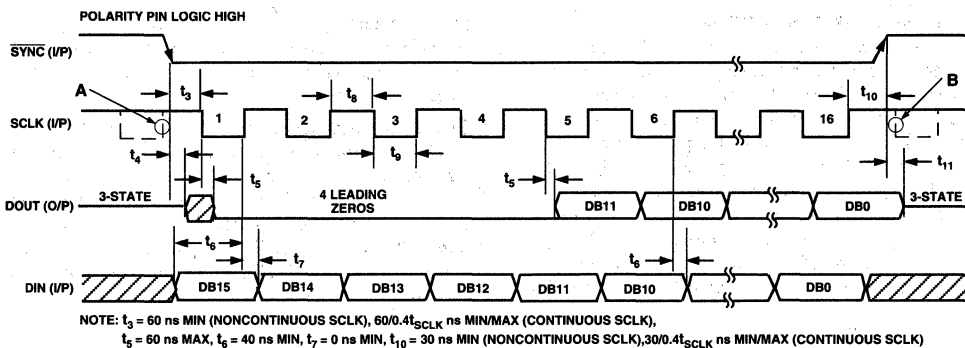 POLARITY PIN LOGIC HIGH
SYNC (I/P)
A
B
t3
t8
t10
SCLK (I/P)
1
2
3
4
5
6
16
t4
t9
t11
t5
t5
3-STATE
4 LEADING
ZEROS
3-STATE
DOUT (O/P)
DB11
DB10
DB0
t6
t7
t6
DIN (I/P)
DB15
DB14
DB13
DB12
DB11
DB10
DB0
NOTE: t3 = 60 ns MIN (NONCONTINUOUS SCLK), 60/0.4tSCLK ns MIN/MAX (CONTINUOUS SCLK),
t5 = 60 ns MAX, t6 = 40 ns MIN, t7 = 0 ns MIN, t10 = 30 ns MIN (NONCONTINUOUS SCLK),30/0.4tSCLK ns MIN/MAX (CONTINUOUS SCLK)